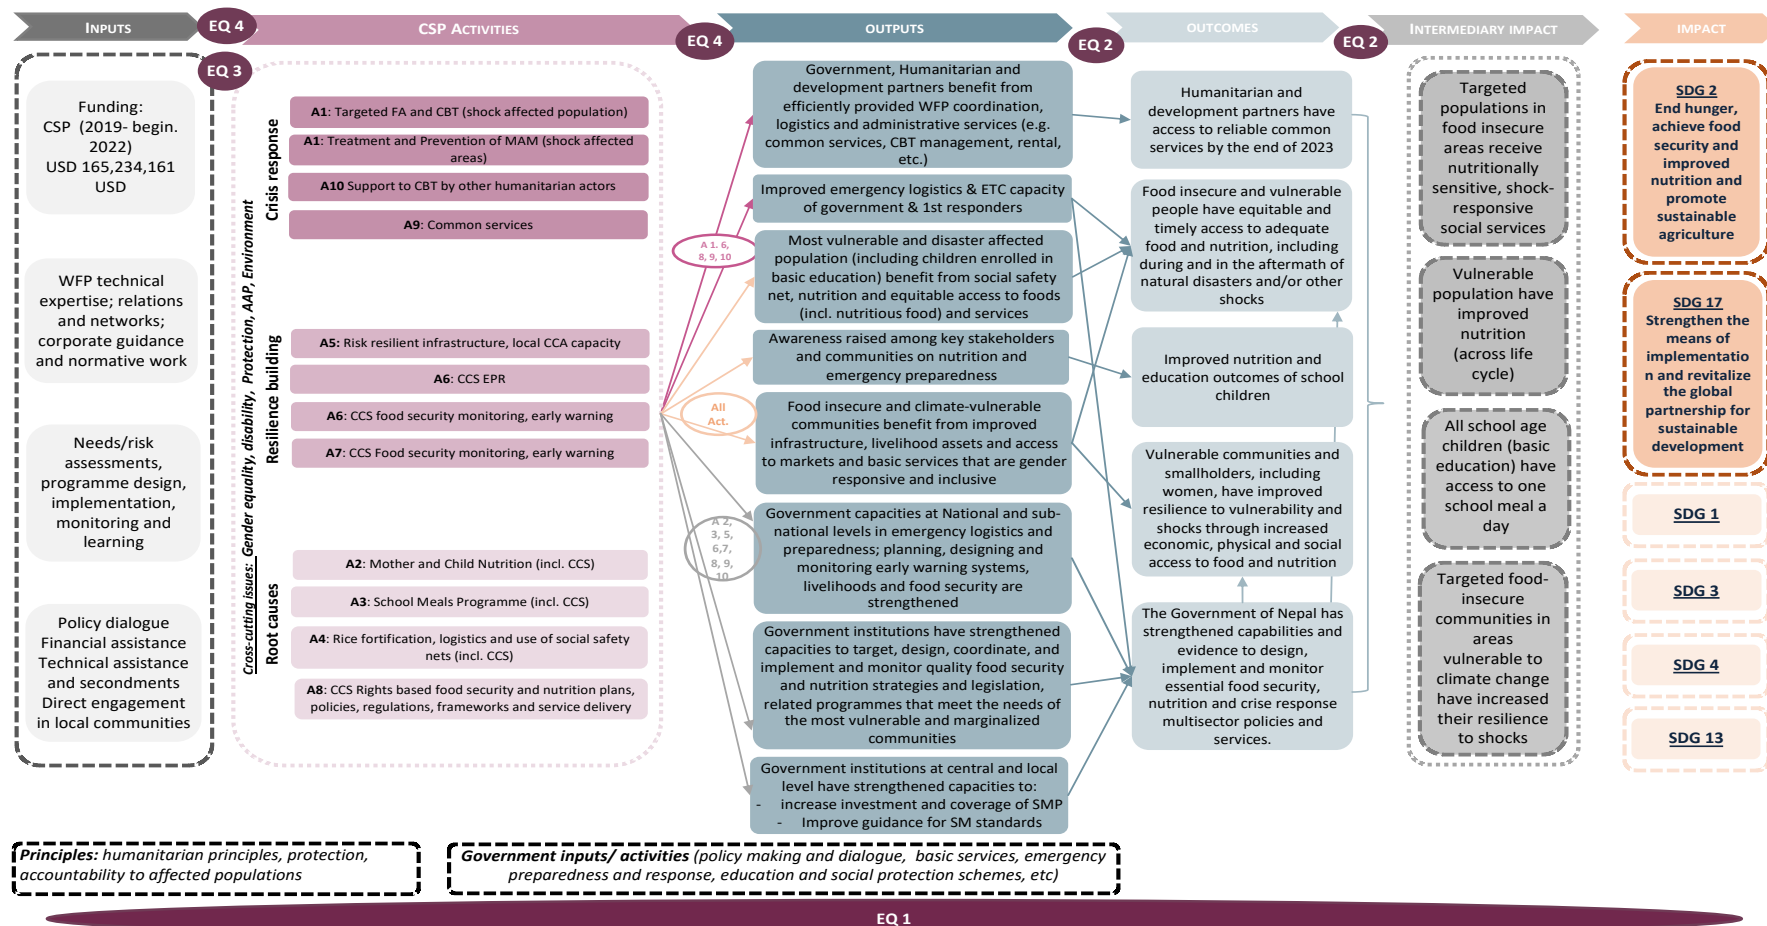 INPUTS
EQ 4
CSP ACTIVITIES
EQ 4
OUTPUTS
EQ 2
OUTCOMES
EQ 2
INTERMEDIARY IMPACT
IMPACT
EQ 3
Funding:
CSP (2019- begin.
2022)
USD 165,234,161
USD
WFP technical
expertise; relations
and networks;
corporate guidance
and normative work
Needs/risk
assessments,
programme design,
implementation,
monitoring and
learning
Policy dialogue
Financial assistance
Technical assistance
and secondments
Direct engagement
in local communities
Cross-cutting issues: Gender equality, disability, Protection, AAP, Environment
Crisis response
A1: Targeted FA and CBT (shock affected population)
A1: Treatment and Prevention of MAM (shock affected
areas)
A10 Support to CBT by other humanitarian actors
A9: Common services
Resilience building
A5: Risk resilient infrastructure, local CCA capacity
A6: CCS EPR
A6: CCS food security monitoring, early warning
A7: CCS Food security monitoring, early warning
Root causes
A2: Mother and Child Nutrition (incl. CCS)
A3: School Meals Programme (incl. CCS)
A4: Rice fortification, logistics and use of social safety
nets (incl. CCS)
A8: CCS Rights based food security and nutrition plans,
policies, regulations, frameworks and service delivery
A 1. 6,
8, 9, 10
All
Act.
A 2,
3, 5,
6,7,
8, 9,
10
Government, Humanitarian and
development partners benefit from
efficiently provided WFP coordination,
logistics and administrative services (e.g.
common services, CBT management, rental,
etc.)
Improved emergency logistics & ETC capacity
of government & 1st responders
Most vulnerable and disaster affected
population (including children enrolled in
basic education) benefit from social safety
net, nutrition and equitable access to foods
(incl. nutritious food) and services
Awareness raised among key stakeholders
and communities on nutrition and
emergency preparedness
Food insecure and climate-vulnerable
communities benefit from improved
infrastructure, livelihood assets and access
to markets and basic services that are gender
responsive and inclusive
Government capacities at National and sub-
national levels in emergency logistics and
preparedness; planning, designing and
monitoring early warning systems,
livelihoods and food security are
strengthened
Government institutions have strengthened
capacities to target, design, coordinate, and
implement and monitor quality food security
and nutrition strategies and legislation,
related programmes that meet the needs of
the most vulnerable and marginalized
communities
Government institutions at central and local
level have strengthened capacities to:
- increase investment and coverage of SMP
- Improve guidance for SM standards
Humanitarian and
development partners have
access to reliable common
services by the end of 2023
Food insecure and vulnerable
people have equitable and
timely access to adequate
food and nutrition, including
during and in the aftermath of
natural disasters and/or other
shocks
Improved nutrition and
education outcomes of school
children
Vulnerable communities and
smallholders, including
women, have improved
resilience to vulnerability and
shocks through increased
economic, physical and social
access to food and nutrition
The Government of Nepal has
strengthened capabilities and
evidence to design,
implement and monitor
essential food security,
nutrition and crise response
multisector policies and
services.
Targeted
populations in
food insecure
areas receive
nutritionally
sensitive, shock-
responsive
social services
Vulnerable
population have
improved
nutrition
(across life
cycle)
All school age
children (basic
education) have
access to one
school meal a
day
Targeted food-
insecure
communities in
areas
vulnerable to
climate change
have increased
their resilience
to shocks
SDG 2
End hunger,
achieve food
security and
improved
nutrition and
promote
sustainable
agriculture
SDG 17
Strengthen the
means of
implementatio
n and revitalize
the global
partnership for
sustainable
development
SDG 1
SDG 3
SDG 4
SDG 13
Principles: humanitarian principles, protection,
accountability to affected populations
Government inputs/ activities (policy making and dialogue, basic services, emergency
preparedness and response, education and social protection schemes, etc)
EQ 1